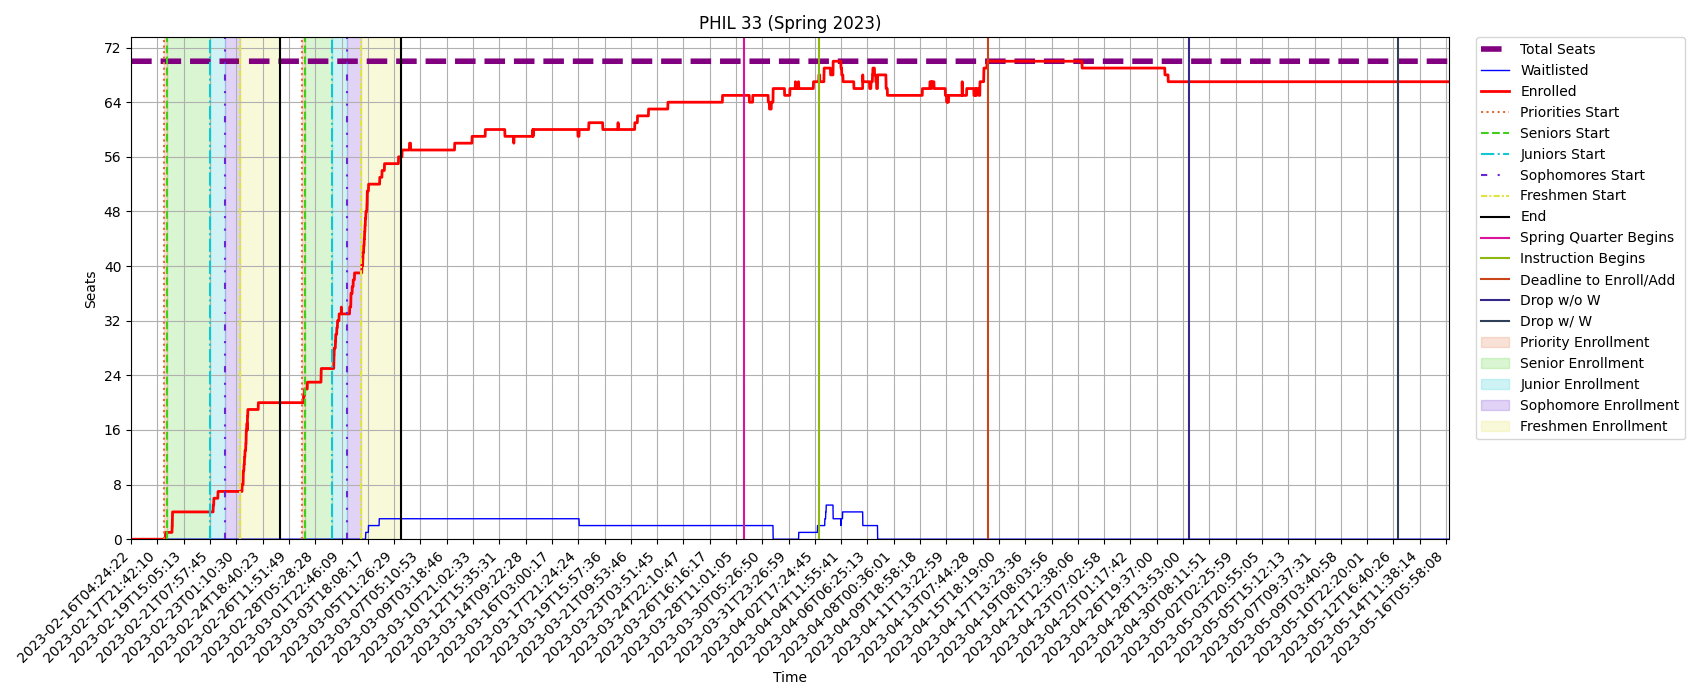 PHIL 33 (Spring 2023)
72
64
56
48
40
32
24
16
8
0
Seats
2023-02-16T04:24:22
2023-02-17T21:42:10
2023-02-19T15:05:13
2023-02-21T07:57:45
2023-02-23T01:10:30
2023-02-24T18:40:23
2023-02-26T11:51:49
2023-02-28T05:28:28
2023-03-01T22:46:09
2023-03-03T18:08:17
2023-03-05T11:26:29
2023-03-07T05:10:53
2023-03-09T03:18:46
2023-03-10T21:02:33
2023-03-12T15:35:31
2023-03-14T09:22:28
2023-03-16T03:00:17
2023-03-17T21:24:24
2023-03-19T15:57:36
2023-03-21T09:53:46
2023-03-23T03:51:45
2023-03-24T22:10:47
2023-03-26T16:16:17
2023-03-28T11:01:05
2023-03-30T05:26:50
2023-03-31T23:26:59
2023-04-02T17:24:45
2023-04-04T11:55:41
2023-04-06T06:25:13
2023-04-08T00:36:01
2023-04-09T18:58:18
2023-04-11T13:22:59
2023-04-13T07:44:28
2023-04-15T18:19:00
2023-04-17T13:23:36
2023-04-19T08:03:56
2023-04-21T12:38:06
2023-04-23T07:02:58
2023-04-25T01:17:42
2023-04-26T19:37:00
2023-04-28T13:53:00
2023-04-30T08:11:51
2023-05-02T02:25:59
2023-05-03T20:55:05
2023-05-05T15:12:13
2023-05-07T09:37:31
2023-05-09T03:40:58
2023-05-10T22:20:01
2023-05-12T16:40:26
2023-05-14T11:38:14
2023-05-16T05:58:08
Time
Total Seats
Waitlisted
Enrolled
Priorities Start
Seniors Start
Juniors Start
Sophomores Start
Freshmen Start
End
Spring Quarter Begins
Instruction Begins
Deadline to Enroll/Add
Drop w/o W
Drop w/ W
Priority Enrollment
Senior Enrollment
Junior Enrollment
Sophomore Enrollment
Freshmen Enrollment